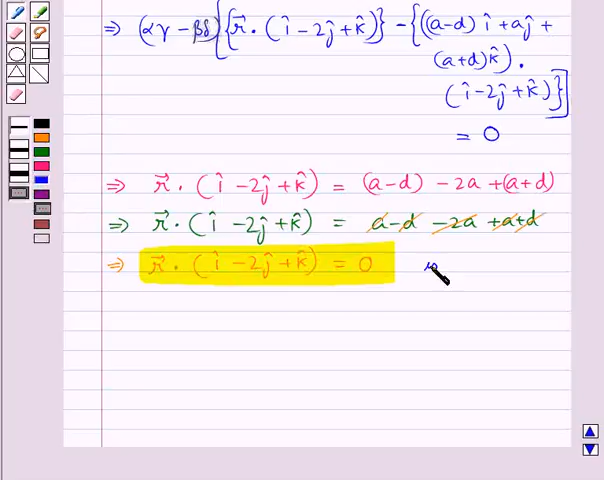 ⇒ (αγ − βδ){r⃗ · (î − 2ĵ + k̂)} − {((a−d) î + aĵ +
(a+d)k̂) ·
(î − 2ĵ + k̂)}]
= 0
⇒ r⃗ · (î − 2ĵ + k̂) = (a−d) − 2a + (a+d)
⇒ r⃗ · (î − 2ĵ + k̂) = a − d − 2a + a + d
⇒ r⃗ · (î − 2ĵ + k̂) = 0